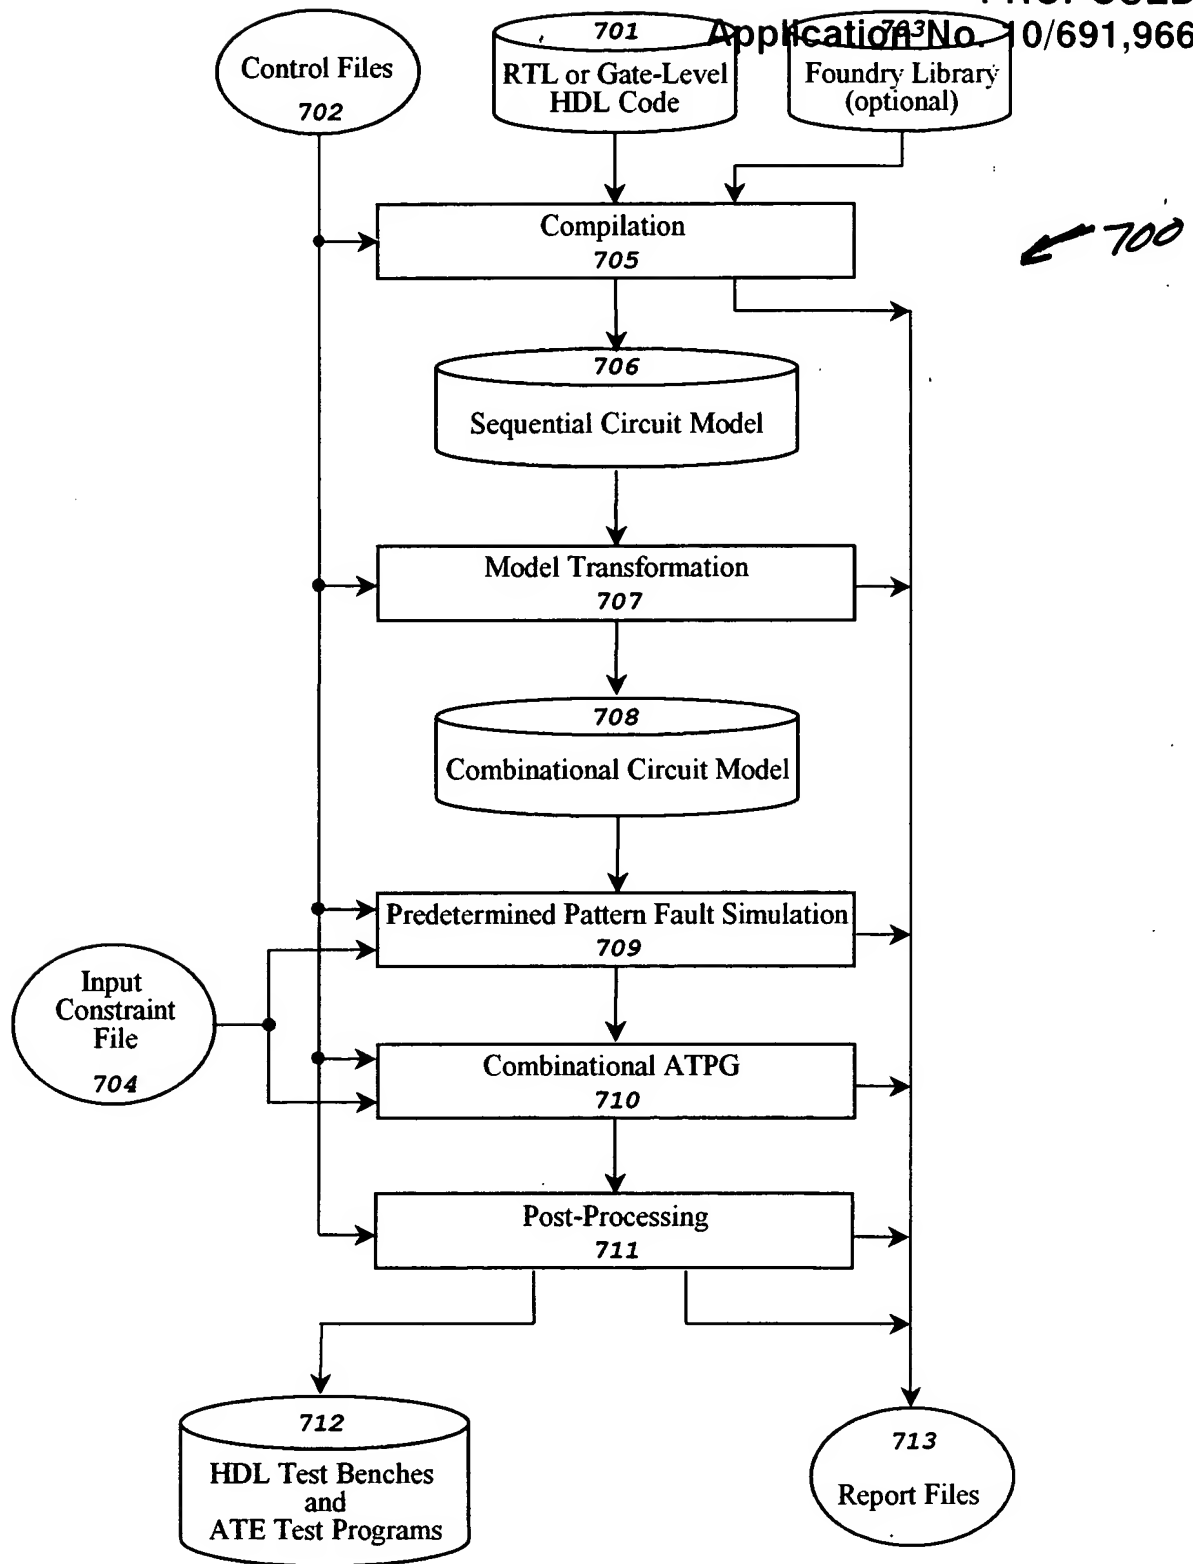 Application No. 10/691,966
Control Files
702
701
RTL or Gate-Level
HDL Code
703
Foundry Library
(optional)
Compilation
705
700
706
Sequential Circuit Model
Model Transformation
707
708
Combinational Circuit Model
Predetermined Pattern Fault Simulation
709
Input
Constraint
File
704
Combinational ATPG
710
Post-Processing
711
712
HDL Test Benches
and
ATE Test Programs
713
Report Files